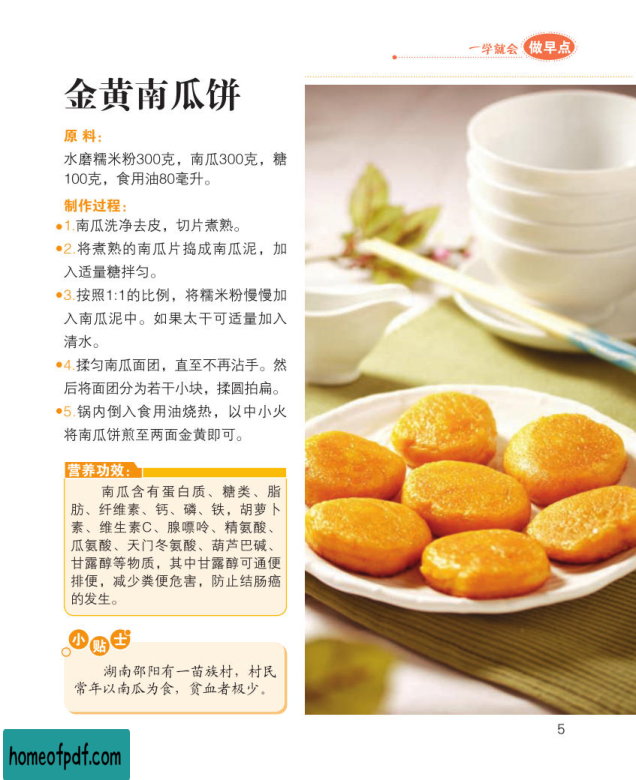 一学就会 做早点
金黄南瓜饼
原料：
水磨糯米粉300克，南瓜300克，糖
100克，食用油80毫升。
制作过程：
●1.南瓜洗净去皮，切片煮熟。
●2.将煮熟的南瓜片捣成南瓜泥，加
入适量糖拌匀。
●3.按照1:1的比例，将糯米粉慢慢加
入南瓜泥中。如果太干可适量加入
清水。
●4.揉匀南瓜面团，直至不再沾手。然
后将面团分为若干小块，揉圆拍扁。
●5.锅内倒入食用油烧热，以中小火
将南瓜饼煎至两面金黄即可。
营养功效：
南瓜含有蛋白质、糖类、脂
肪、纤维素、钙、磷、铁，胡萝卜
素、维生素C、腺嘌呤、精氨酸、
瓜氨酸、天门冬氨酸、葫芦巴碱、
甘露醇等物质，其中甘露醇可通便
排便，减少粪便危害，防止结肠癌
的发生。
小贴士
湖南邵阳有一苗族村，村民
常年以南瓜为食，贫血者极少。
5
homeofpdf.com